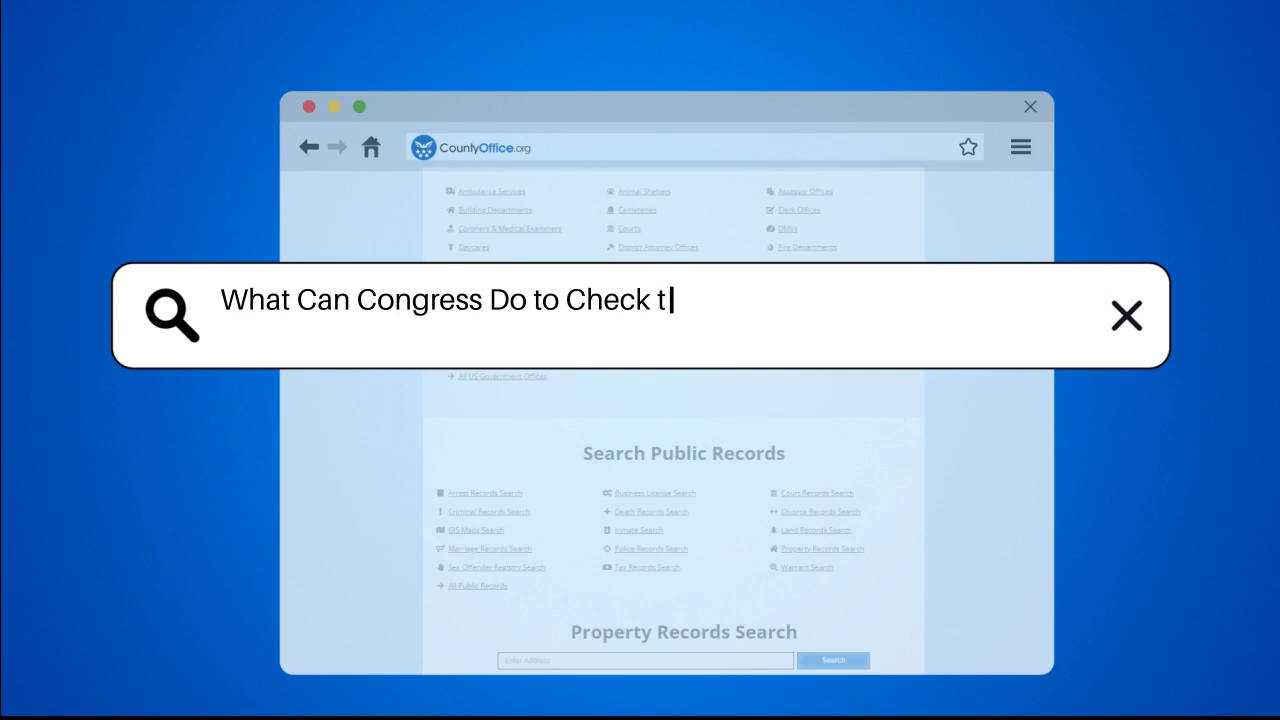 CountyOffice.org
Ambulance Services Animal Shelters Assessor Offices
Building Departments Cemeteries Clerk Offices
Coroners & Medical Examiners Courts DMVs
Daycares District Attorney Offices Fire Departments
What Can Congress Do to Check t
All US Government Offices
Search Public Records
Arrest Records Search Business License Search Court Records Search
Criminal Records Search Death Records Search Divorce Records Search
GIS Maps Search Inmate Search Land Records Search
Marriage Records Search Police Records Search Property Records Search
Sex Offender Registry Search Tax Records Search Warrant Search
All Public Records
Property Records Search
Enter Address Search